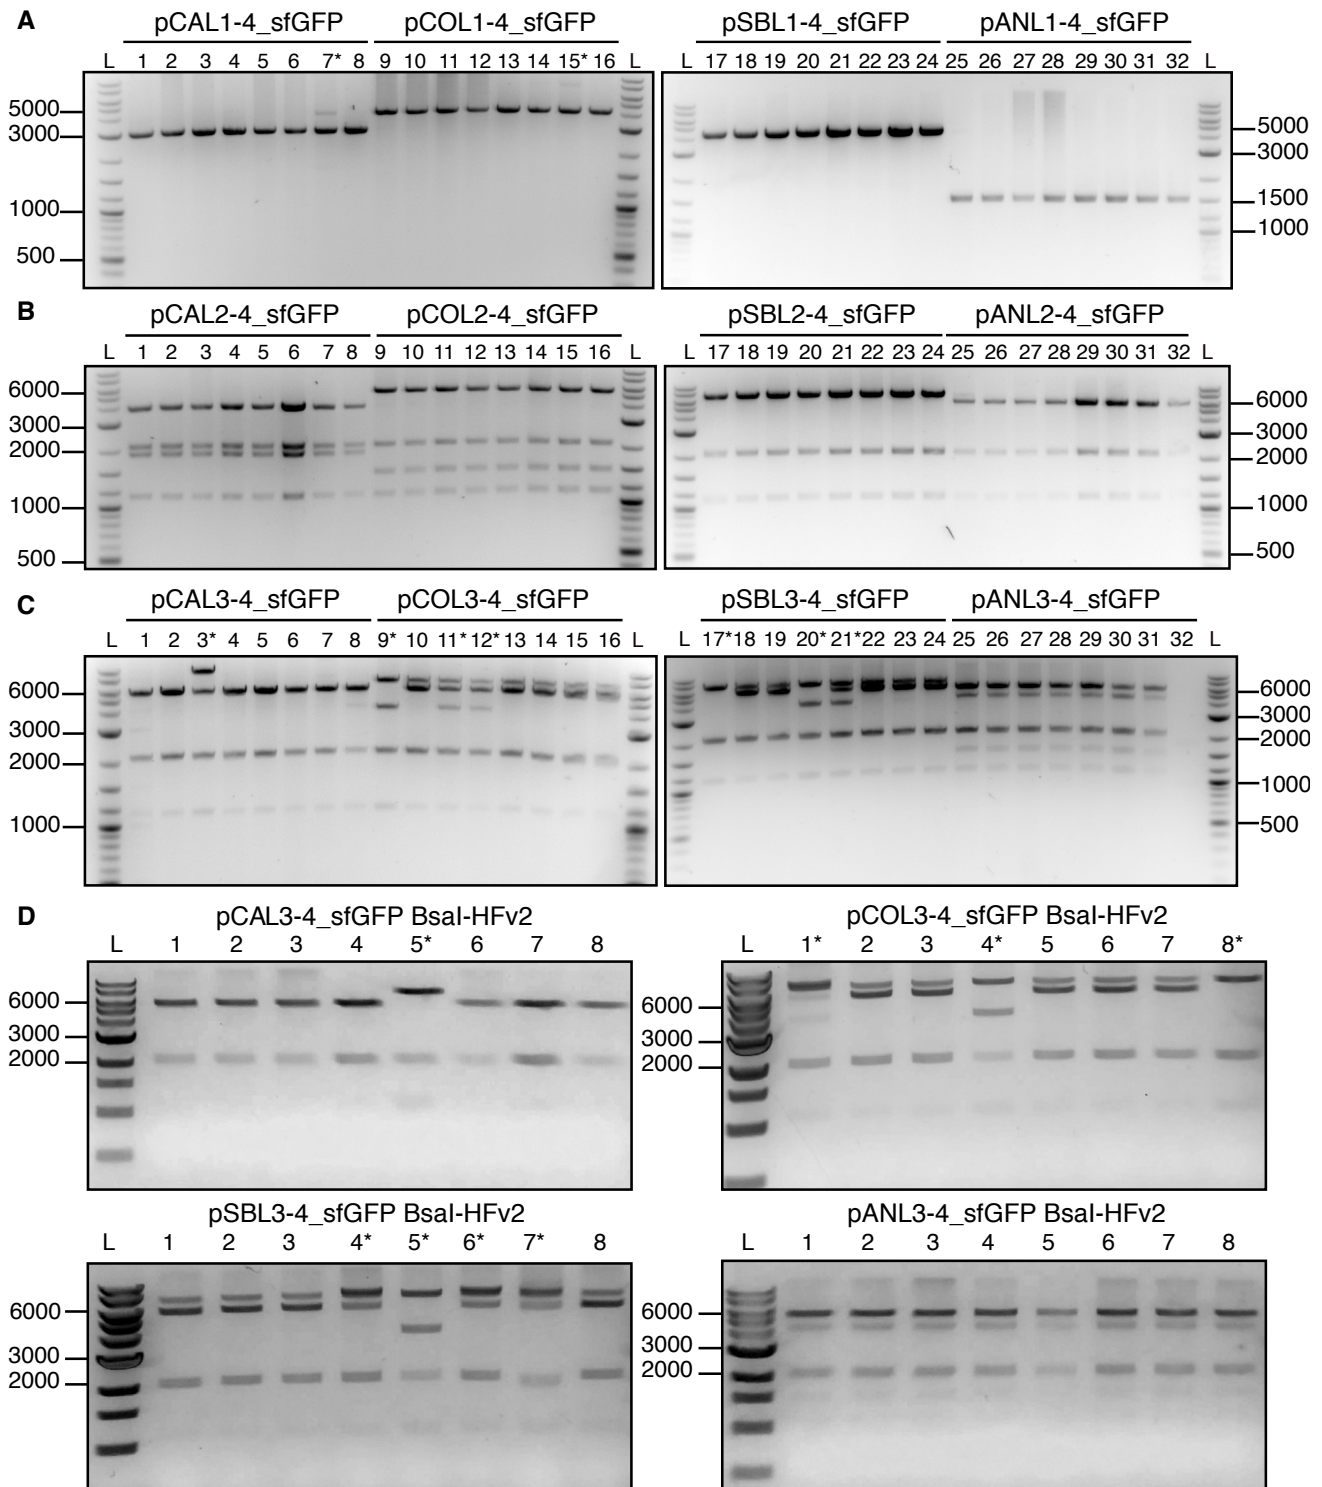 A
pCAL1-4_sfGFP pCOL1-4_sfGFP pSBL1-4_sfGFP pANL1-4_sfGFP
L 1 2 3 4 5 6 7* 8 9 10 11 12 13 14 15* 16 L 17 18 19 20 21 22 23 24 25 26 27 28 29 30 31 32 L
5000 5000
3000 3000
1500
1000 1000
500
B
pCAL2-4_sfGFP pCOL2-4_sfGFP pSBL2-4_sfGFP pANL2-4_sfGFP
L 1 2 3 4 5 6 7 8 9 10 11 12 13 14 15 16 L L 17 18 19 20 21 22 23 24 25 26 27 28 29 30 31 32 L
6000 6000
3000 3000
2000 2000
1000 1000
500 500
C
pCAL3-4_sfGFP pCOL3-4_sfGFP pSBL3-4_sfGFP pANL3-4_sfGFP
L 1 2 3* 4 5 6 7 8 9* 10 11* 12* 13 14 15 16 L L 17* 18 19 20* 21* 22 23 24 25 26 27 28 29 30 31 32 L
6000 6000
3000 3000
2000 2000
1000 1000
500
D
pCAL3-4_sfGFP BsaI-HFv2 pCOL3-4_sfGFP BsaI-HFv2
L 1 2 3 4 5* 6 7 8 L 1* 2 3 4* 5 6 7 8*
6000 6000
3000 3000
2000 2000
pSBL3-4_sfGFP BsaI-HFv2 pANL3-4_sfGFP BsaI-HFv2
L 1 2 3 4* 5* 6* 7* 8 L 1 2 3 4 5 6 7 8
6000 6000
3000 3000
2000 2000